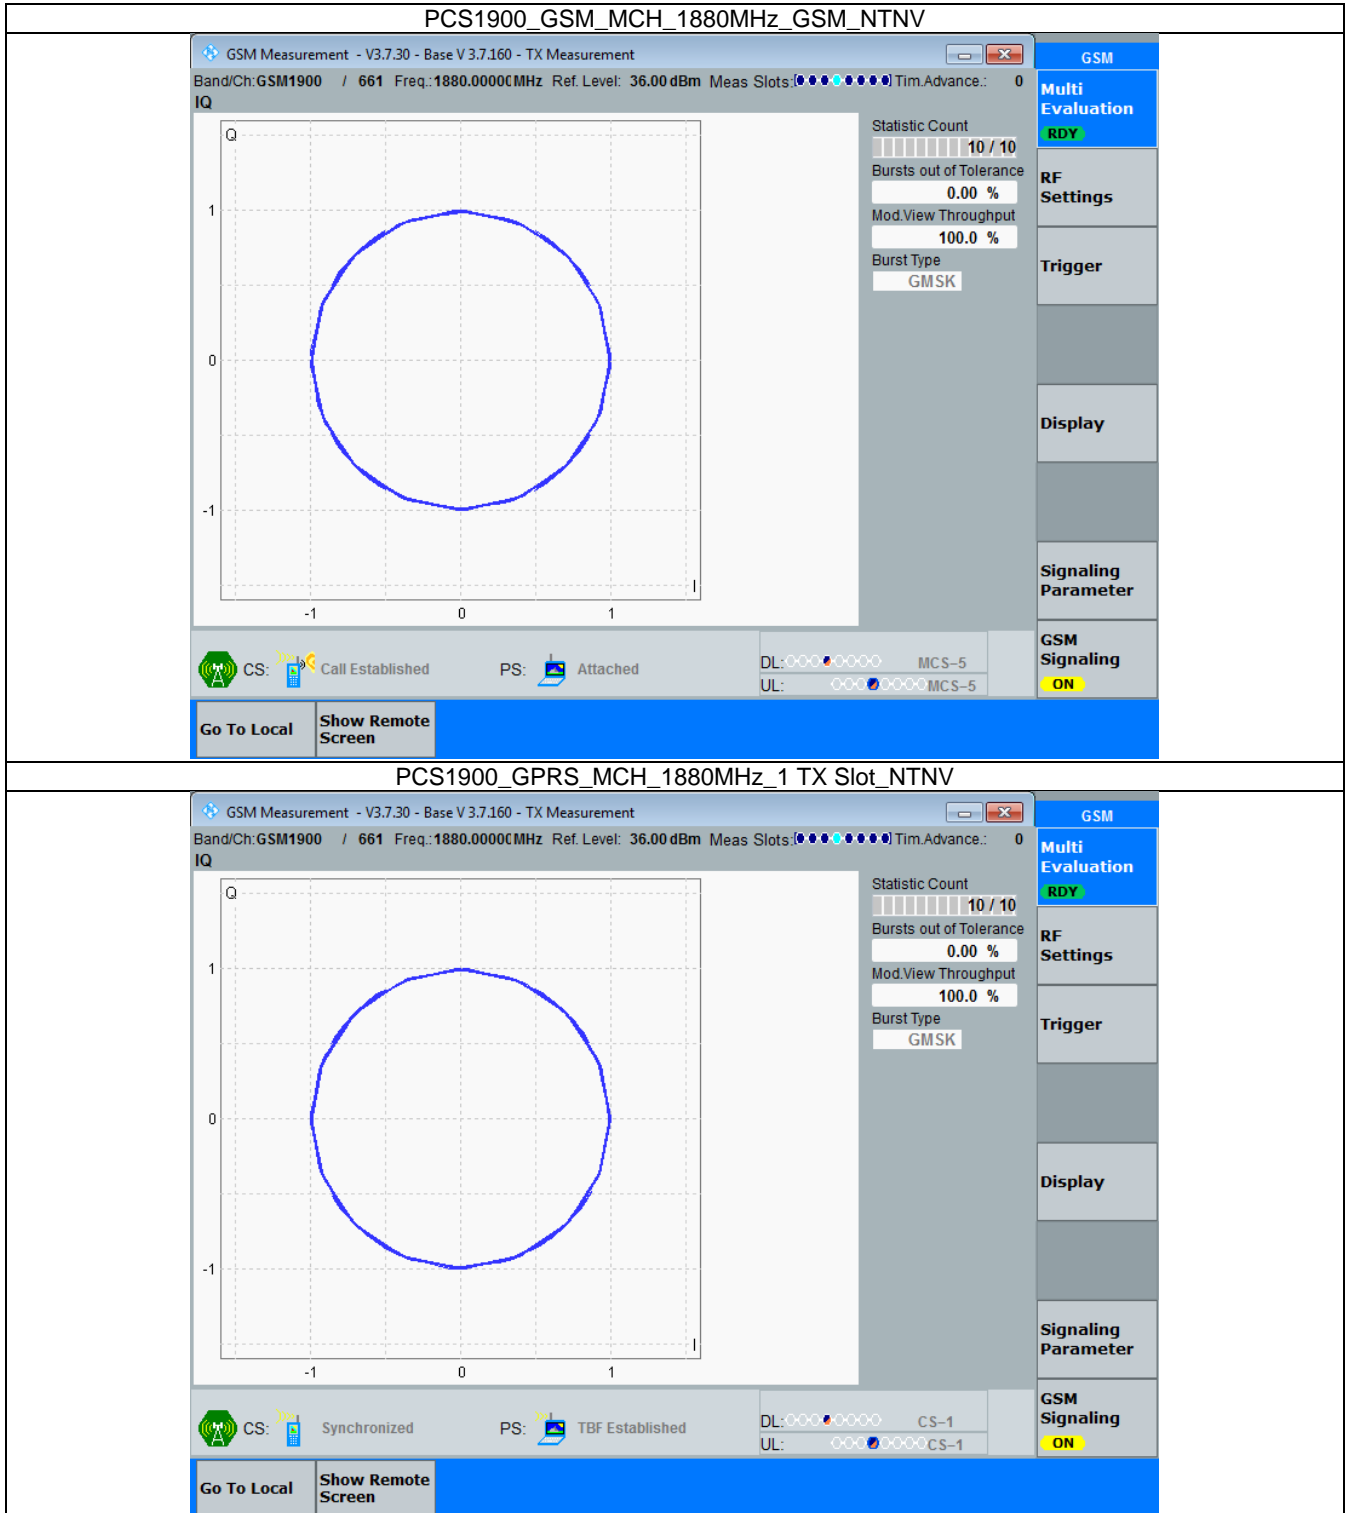 PCS1900_GSM_MCH_1880MHz_GSM_NTNV
GSM Measurement - V3.7.30 - Base V 3.7.160 - TX Measurement
GSM
Band/Ch:GSM1900 / 661 Freq.:1880.00000MHz Ref. Level: 36.00 dBm Meas Slots: Tim.Advance.: 0
IQ
Multi
Evaluation
RDY
Q
Statistic Count
10 / 10
Bursts out of Tolerance
0.00 %
Mod.View Throughput
100.0 %
Burst Type
GMSK
RF
Settings
Trigger
Display
Signaling
Parameter
GSM
Signaling
ON
1
0
-1
I
-1 0 1
CS: Call Established PS: Attached DL: MCS-5
UL: MCS-5
Go To Local Show Remote
Screen
PCS1900_GPRS_MCH_1880MHz_1 TX Slot_NTNV
GSM Measurement - V3.7.30 - Base V 3.7.160 - TX Measurement
GSM
Band/Ch:GSM1900 / 661 Freq.:1880.00000MHz Ref. Level: 36.00 dBm Meas Slots: Tim.Advance.: 0
IQ
Multi
Evaluation
RDY
Q
Statistic Count
10 / 10
Bursts out of Tolerance
0.00 %
Mod.View Throughput
100.0 %
Burst Type
GMSK
RF
Settings
Trigger
Display
Signaling
Parameter
GSM
Signaling
ON
1
0
-1
I
-1 0 1
CS: Synchronized PS: TBF Established DL: CS-1
UL: CS-1
Go To Local Show Remote
Screen